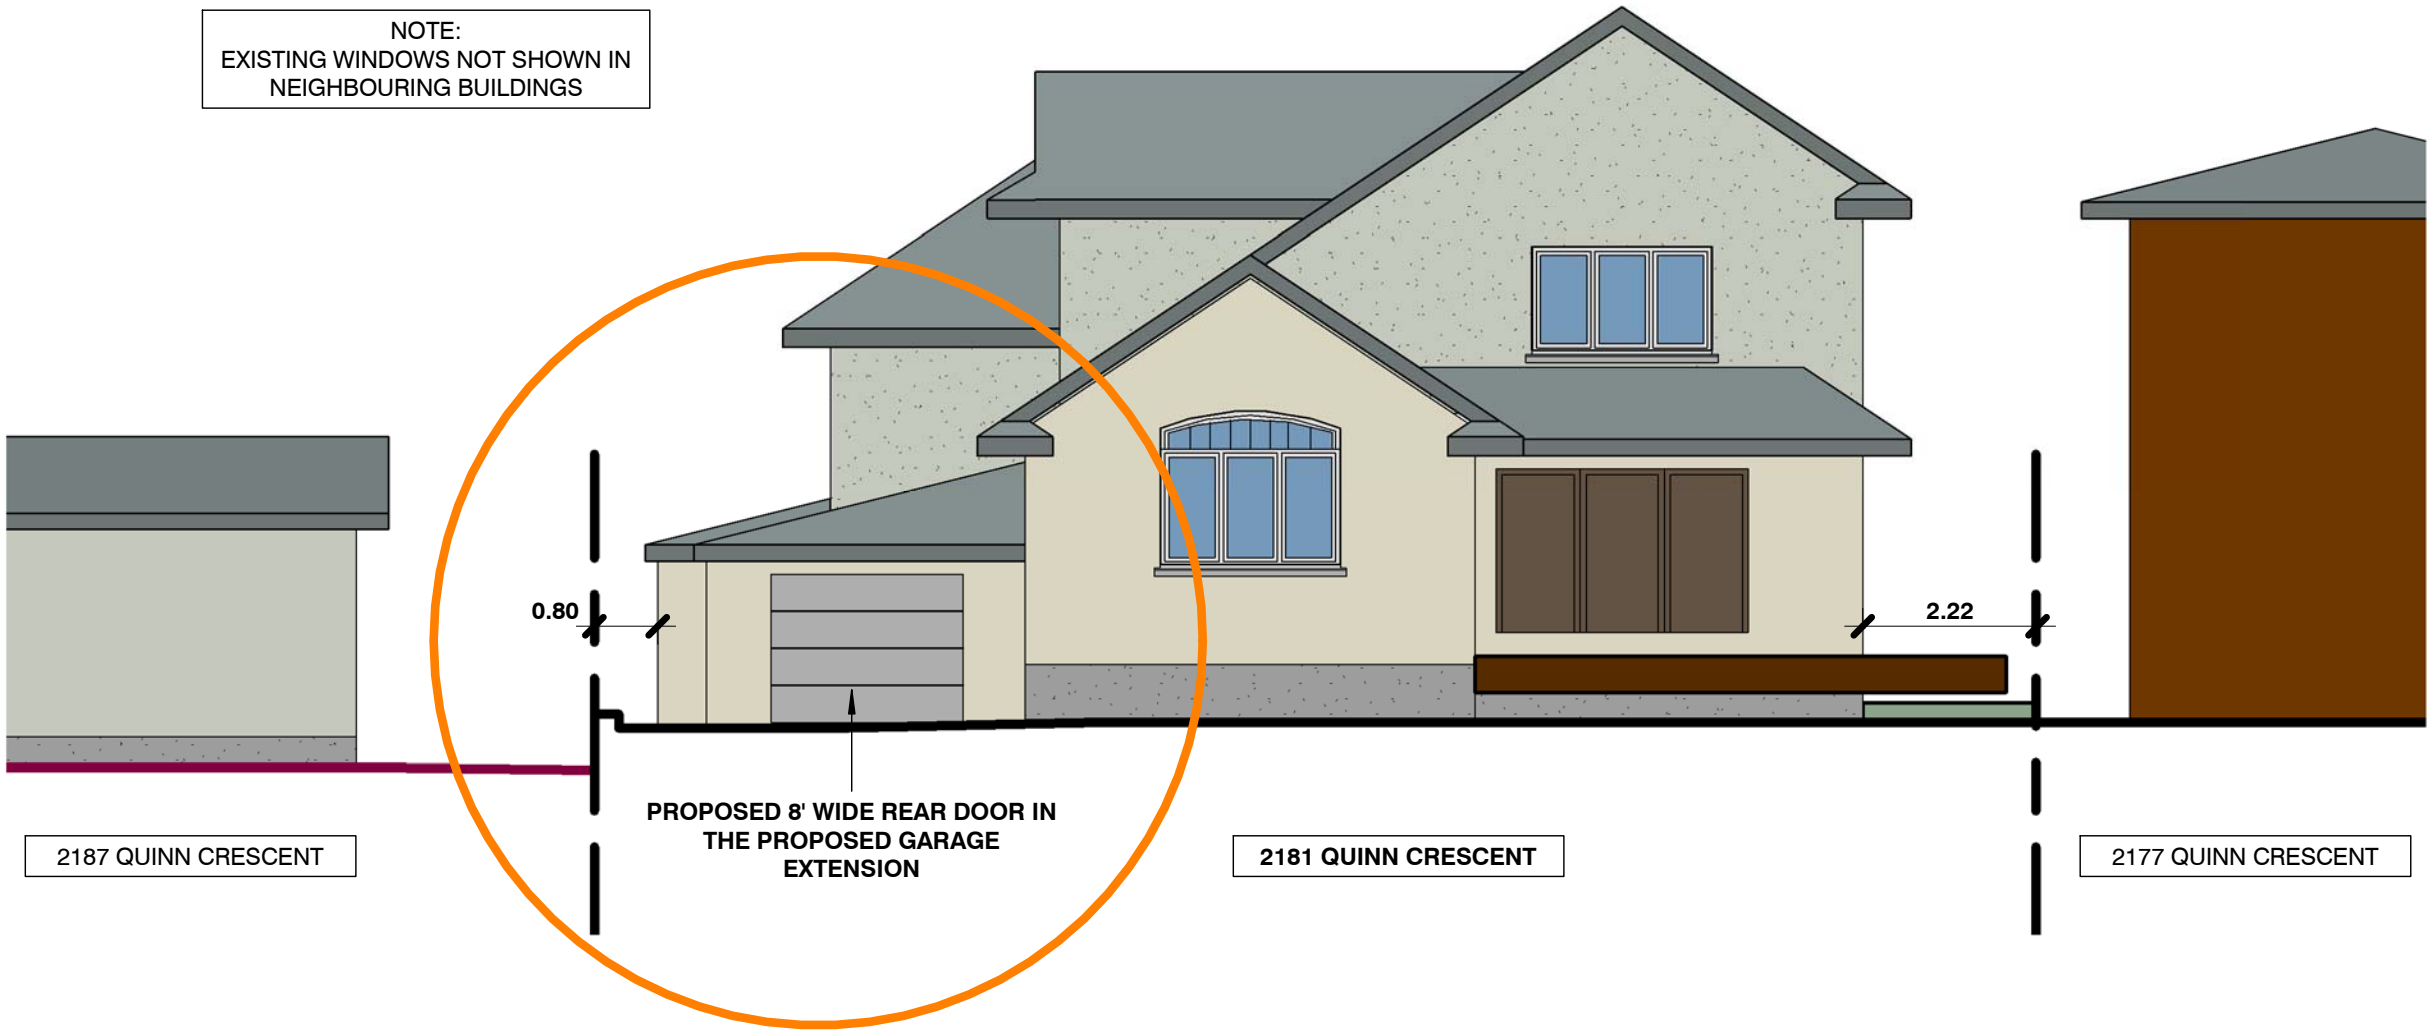 NOTE:
EXISTING WINDOWS NOT SHOWN IN
NEIGHBOURING BUILDINGS
0.80
2.22
PROPOSED 8' WIDE REAR DOOR IN
THE PROPOSED GARAGE
EXTENSION
2187 QUINN CRESCENT
2181 QUINN CRESCENT
2177 QUINN CRESCENT